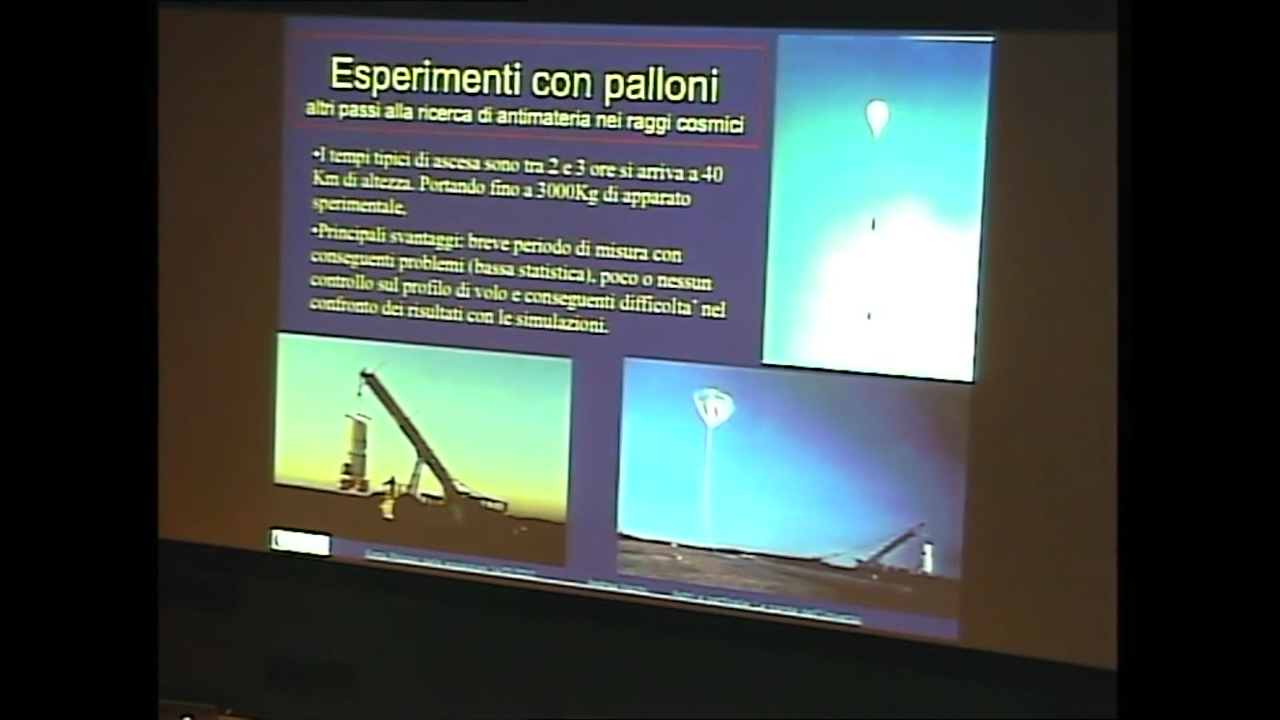 Esperimenti con palloni
altri passi alla ricerca di antimateria nei raggi cosmici
•I tempi tipici di ascesa sono tra 2 e 3 ore si arriva a 40
Km di altezza. Portando fino a 3000Kg di apparato
sperimentale.
•Principali svantaggi: breve periodo di misura con
conseguenti problemi (bassa statistica), poco o nessun
controllo sul profilo di volo e conseguenti difficolta' nel
confronto dei risultati con le simulazioni.